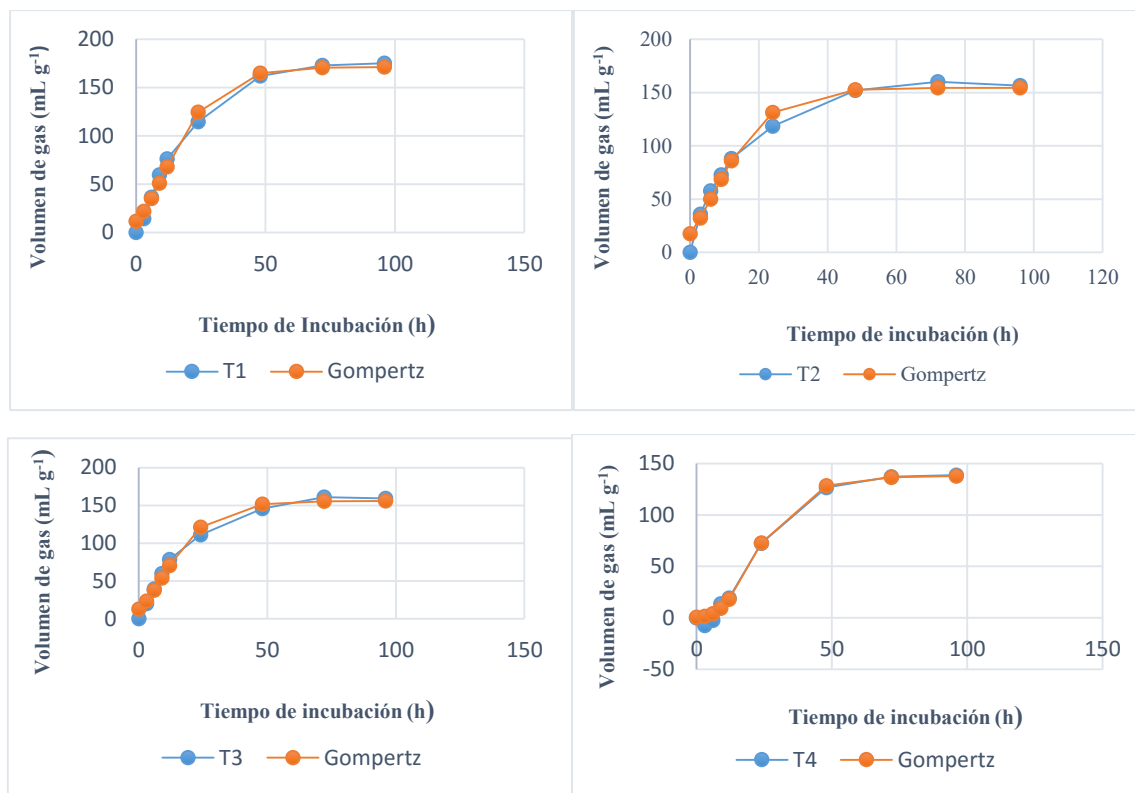 Volumen de gas (mL g⁻¹)
200
150
100
50
0
0 50 100 150
Tiempo de Incubación (h)
T1 Gompertz
Volumen de gas (mL g⁻¹)
200
150
100
50
0
0 20 40 60 80 100 120
Tiempo de incubación (h)
T2 Gompertz
Volumen de gas (mL g⁻¹)
200
150
100
50
0
0 50 100 150
Tiempo de incubación (h)
T3 Gompertz
Volumen de gas (mL g⁻¹)
150
100
50
0
-50
0 50 100 150
Tiempo de incubación (h)
T4 Gompertz